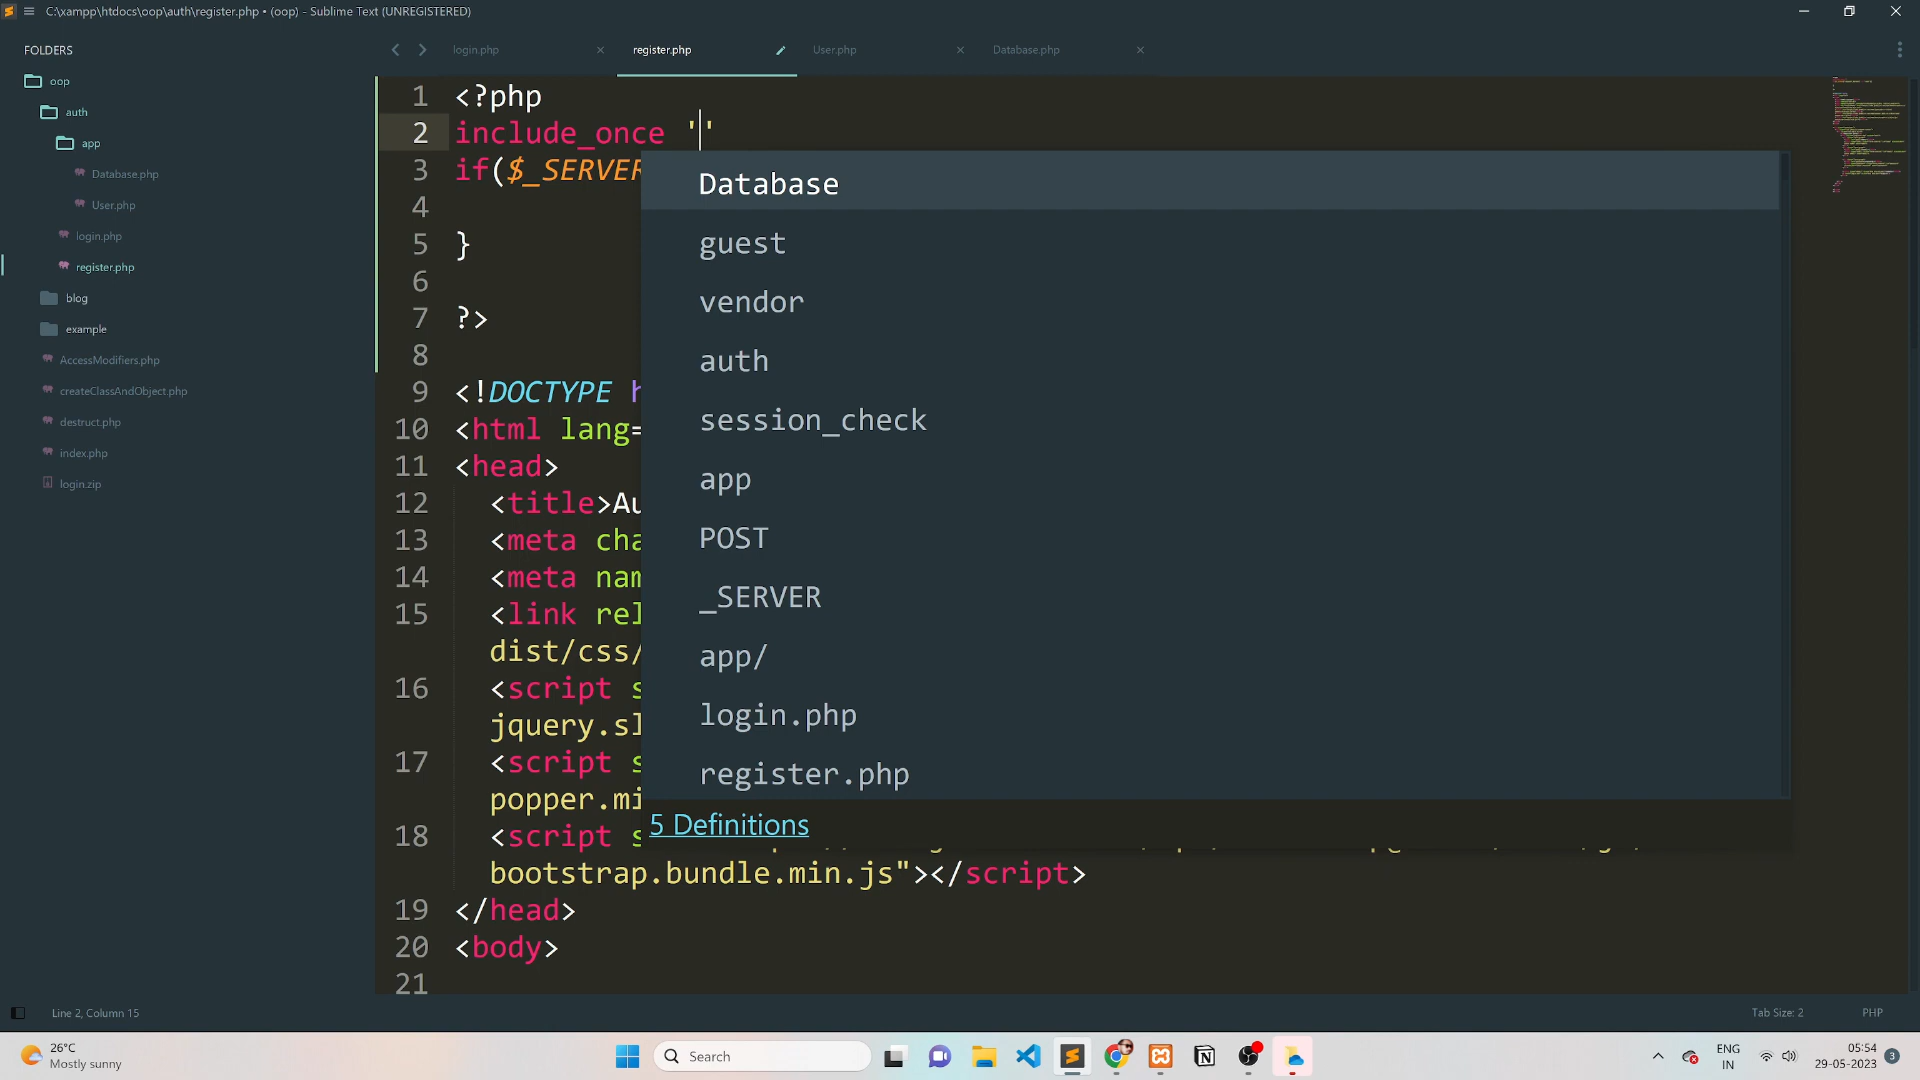 C:\xampp\htdocs\oop\auth\register.php • (oop) - Sublime Text (UNREGISTERED)
FOLDERS
oop
auth
app
Database.php
User.php
login.php
register.php
blog
example
AccessModifiers.php
createClassAndObject.php
destruct.php
index.php
login.zip
login.php
register.php
User.php
Database.php
1 <?php
2 include_once ''
3 if($_SERVER
4
5 }
6
7 ?>
8
9 <!DOCTYPE h
10 <html lang=
11 <head>
12 <title>Au
13 <meta cha
14 <meta nam
15 <link rel
dist/css/
16 <script s
jquery.sl
17 <script s
popper.mi
18 <script s
bootstrap.bundle.min.js"></script>
19 </head>
20 <body>
21
Database
guest
vendor
auth
session_check
app
POST
_SERVER
app/
login.php
register.php
5 Definitions
Line 2, Column 15
Tab Size: 2
PHP
26°C
Mostly sunny
Search
ENG
IN
05:54
29-05-2023
3